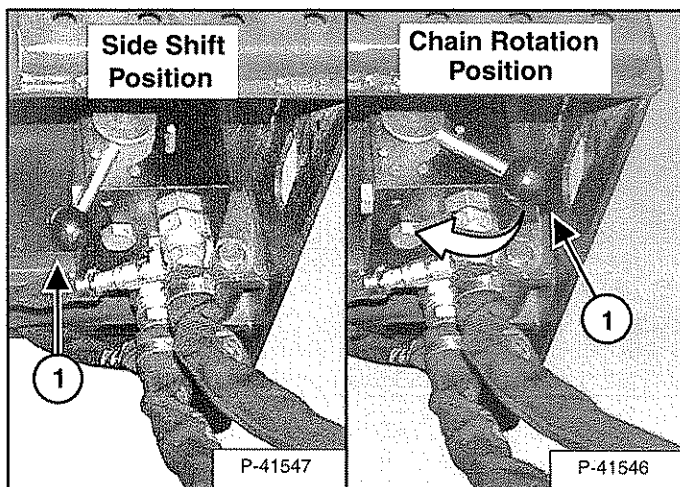 Side Shift
Position
1
P-41547
Chain Rotation
Position
1
P-41546